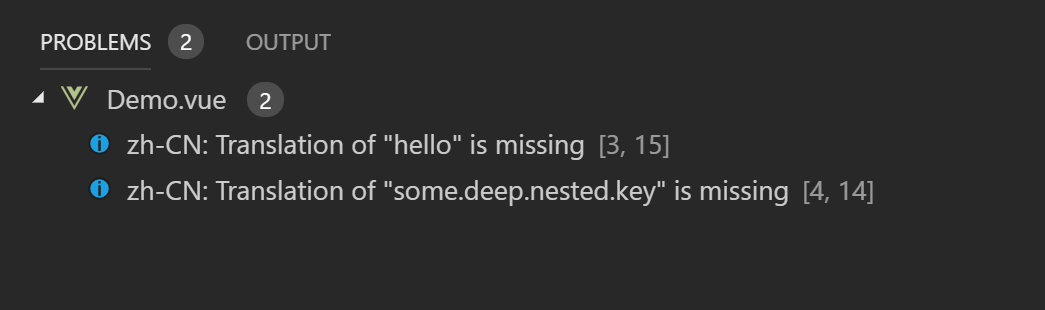 PROBLEMS 2 OUTPUT
Demo.vue 2
zh-CN: Translation of "hello" is missing [3, 15]
zh-CN: Translation of "some.deep.nested.key" is missing [4, 14]